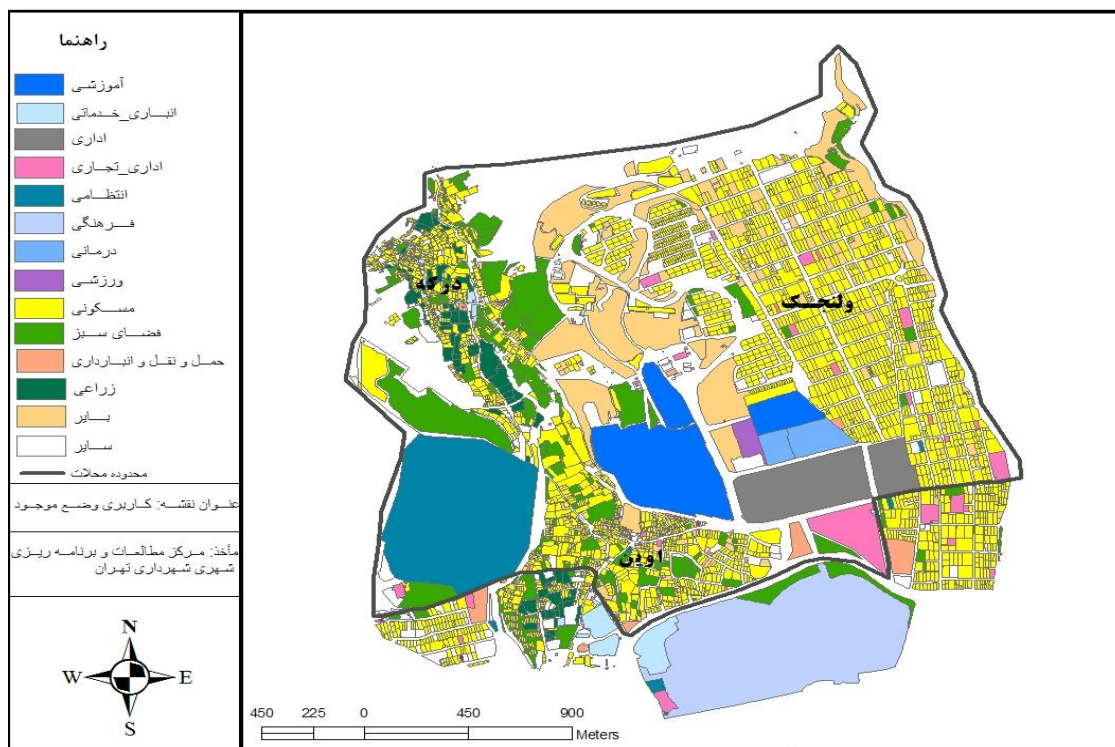 راهنما
آموزشی
انباری_خدماتی
اداری
اداری_تجاری
انتظامی
فرهنگی
درمانی
ورزشی
مسکونی
فضای سبز
حمل و نقل و انبارداری
زراعی
بایر
سایر
محدوده محلات
عنوان نقشه: کاربری وضع موجود
مأخذ: مرکز مطالعات و برنامه ریزی
شهری شهرداری تهران
N
W E
S
درکه
ولنجک
اوین
450 225 0 450 900
Meters